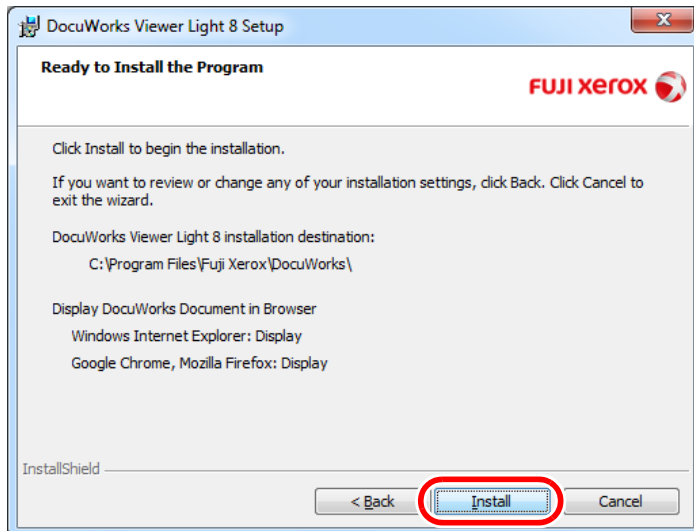 DocuWorks Viewer Light 8 Setup
Ready to Install the Program
FUJI xerox
Click Install to begin the installation.
If you want to review or change any of your installation settings, click Back. Click Cancel to
exit the wizard.
DocuWorks Viewer Light 8 installation destination:
C:\Program Files\Fuji Xerox\DocuWorks\
Display DocuWorks Document in Browser
Windows Internet Explorer: Display
Google Chrome, Mozilla Firefox: Display
InstallShield
< Back Install Cancel